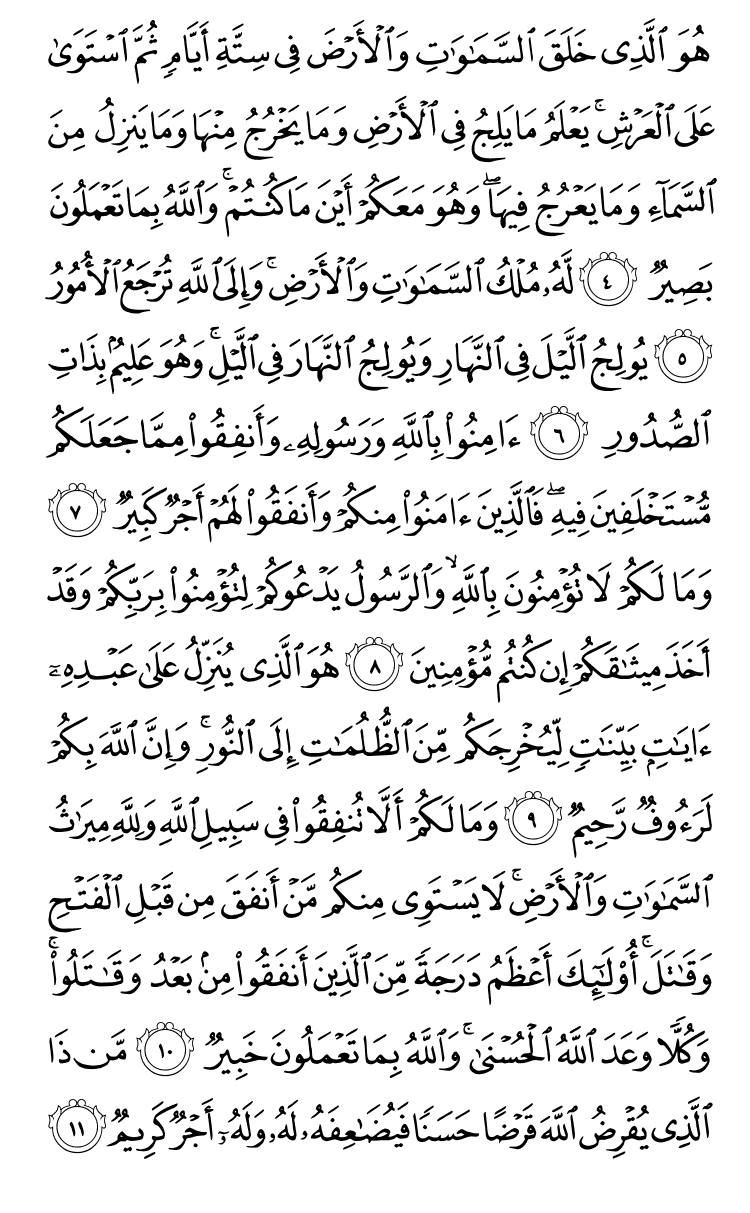 هُوَ ٱلَّذِى خَلَقَ ٱلسَّمَٰوَٰتِ وَٱلْأَرْضَ فِى سِتَّةِ أَيَّامٍ ثُمَّ ٱسْتَوَىٰ
عَلَى ٱلْعَرْشِ ۚ يَعْلَمُ مَا يَلِجُ فِى ٱلْأَرْضِ وَمَا يَخْرُجُ مِنْهَا وَمَا يَنزِلُ مِنَ
ٱلسَّمَآءِ وَمَا يَعْرُجُ فِيهَا ۖ وَهُوَ مَعَكُمْ أَيْنَ مَا كُنتُمْ ۚ وَٱللَّهُ بِمَا تَعْمَلُونَ
بَصِيرٌ ٤ لَّهُۥ مُلْكُ ٱلسَّمَٰوَٰتِ وَٱلْأَرْضِ ۚ وَإِلَى ٱللَّهِ تُرْجَعُ ٱلْأُمُورُ
٥ يُولِجُ ٱلَّيْلَ فِى ٱلنَّهَارِ وَيُولِجُ ٱلنَّهَارَ فِى ٱلَّيْلِ ۚ وَهُوَ عَلِيمٌۢ بِذَاتِ
ٱلصُّدُورِ ٦ ءَامِنُوا۟ بِٱللَّهِ وَرَسُولِهِۦ وَأَنفِقُوا۟ مِمَّا جَعَلَكُم
مُّسْتَخْلَفِينَ فِيهِ ۖ فَٱلَّذِينَ ءَامَنُوا۟ مِنكُمْ وَأَنفَقُوا۟ لَهُمْ أَجْرٌ كَبِيرٌ ٧
وَمَا لَكُمْ لَا تُؤْمِنُونَ بِٱللَّهِ ۙ وَٱلرَّسُولُ يَدْعُوكُمْ لِتُؤْمِنُوا۟ بِرَبِّكُمْ وَقَدْ
أَخَذَ مِيثَٰقَكُمْ إِن كُنتُم مُّؤْمِنِينَ ٨ هُوَ ٱلَّذِى يُنَزِّلُ عَلَىٰ عَبْدِهِۦٓ
ءَايَٰتٍۭ بَيِّنَٰتٍ لِّيُخْرِجَكُم مِّنَ ٱلظُّلُمَٰتِ إِلَى ٱلنُّورِ ۚ وَإِنَّ ٱللَّهَ بِكُمْ
لَرَءُوفٌ رَّحِيمٌ ٩ وَمَا لَكُمْ أَلَّا تُنفِقُوا۟ فِى سَبِيلِ ٱللَّهِ وَلِلَّهِ مِيرَٰثُ
ٱلسَّمَٰوَٰتِ وَٱلْأَرْضِ ۚ لَا يَسْتَوِى مِنكُم مَّنْ أَنفَقَ مِن قَبْلِ ٱلْفَتْحِ
وَقَٰتَلَ ۚ أُو۟لَٰٓئِكَ أَعْظَمُ دَرَجَةً مِّنَ ٱلَّذِينَ أَنفَقُوا۟ مِنۢ بَعْدُ وَقَٰتَلُوا۟ ۚ
وَكُلًّا وَعَدَ ٱللَّهُ ٱلْحُسْنَىٰ ۚ وَٱللَّهُ بِمَا تَعْمَلُونَ خَبِيرٌ ١٠ مَّن ذَا
ٱلَّذِى يُقْرِضُ ٱللَّهَ قَرْضًا حَسَنًا فَيُضَٰعِفَهُۥ لَهُۥ وَلَهُۥٓ أَجْرٌ كَرِيمٌ ١١